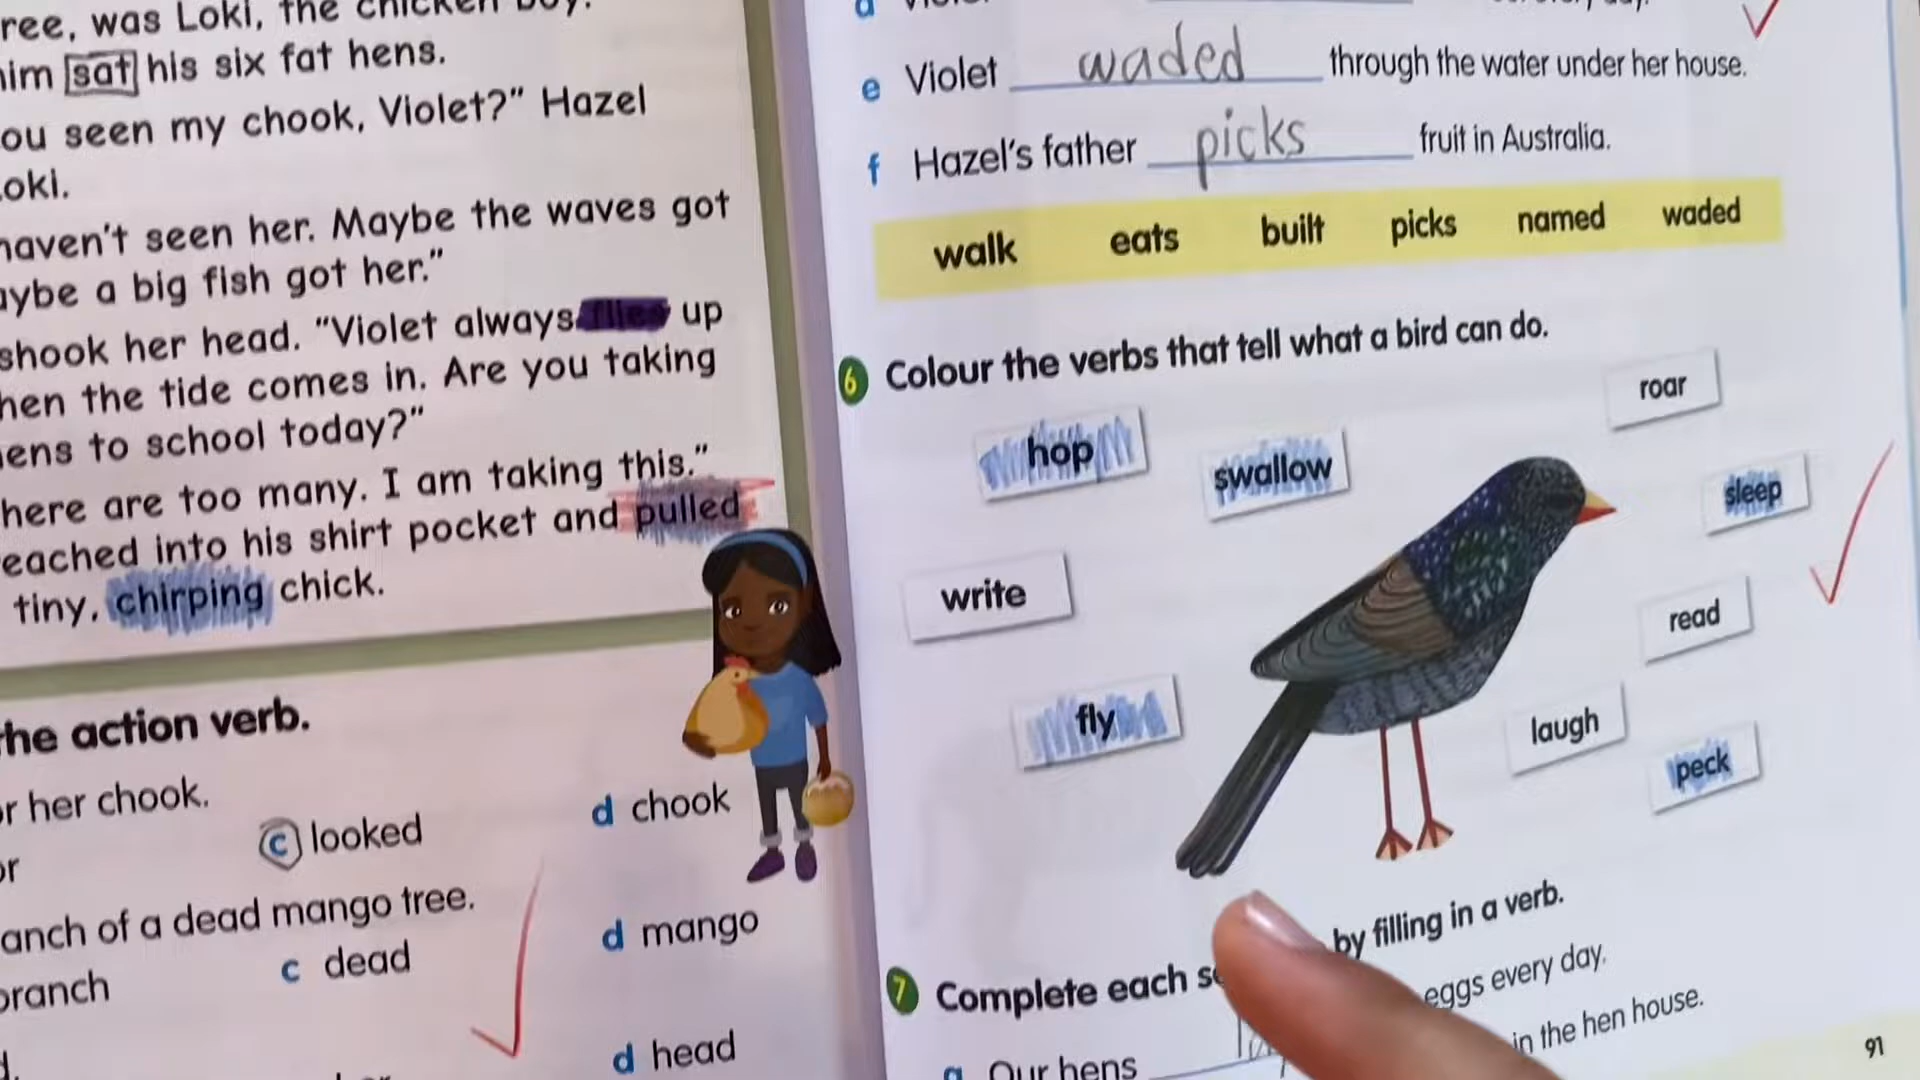 ree, was Loki, the chicken boy.
him sat his six fat hens.
ou seen my chook, Violet?" Hazel
Loki.
haven't seen her. Maybe the waves got
aybe a big fish got her."
shook her head. "Violet always flies up
hen the tide comes in. Are you taking
ens to school today?"
here are too many. I am taking this."
eached into his shirt pocket and pulled
tiny, chirping chick.
the action verb.
or her chook.
or
c looked
d chook
anch of a dead mango tree.
branch
c dead
d mango
d head
e Violet waded through the water under her house.
f Hazel's father picks fruit in Australia.
walk eats built picks named waded
6 Colour the verbs that tell what a bird can do.
hop
swallow
roar
sleep
write
read
fly
laugh
peck
7 Complete each by filling in a verb.
a Our hens eggs every day.
in the hen house.
91